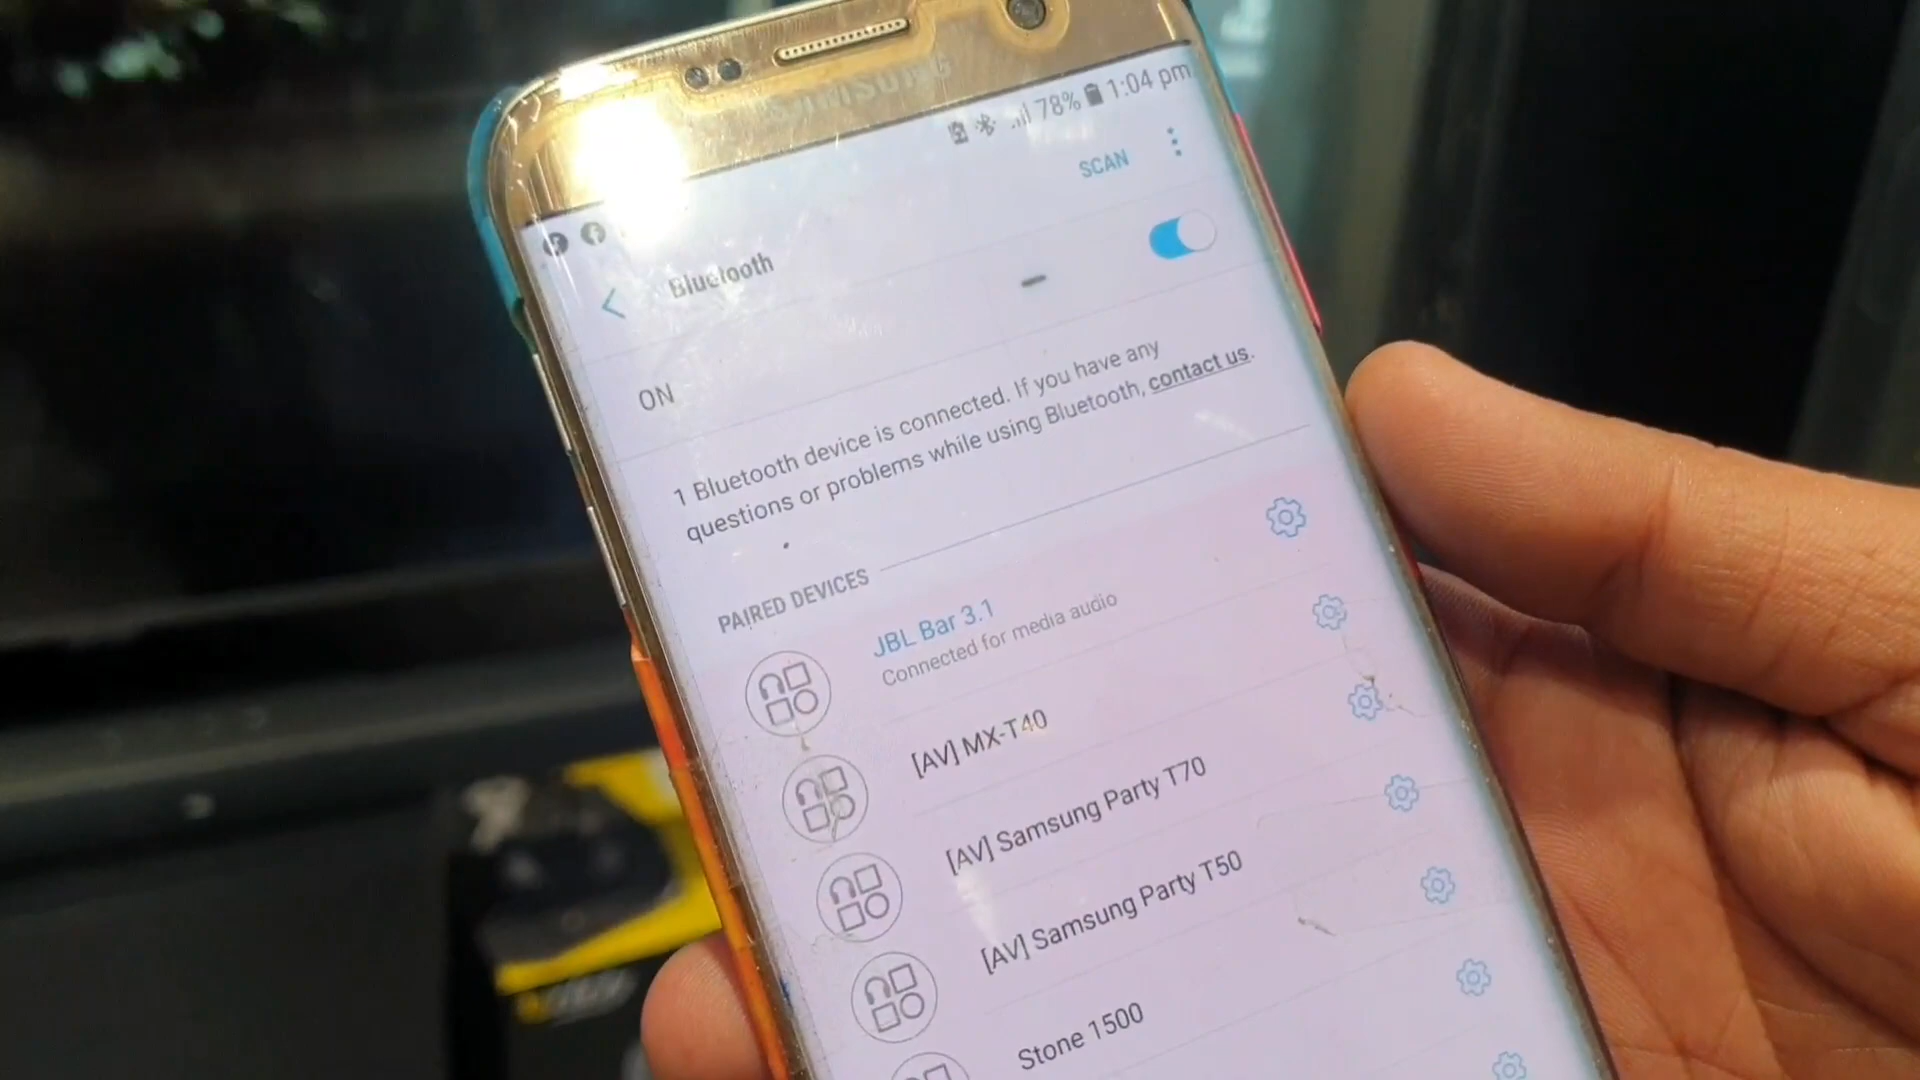 SAMSUNG
78% 1:04 pm
SCAN
Bluetooth
ON
1 Bluetooth device is connected. If you have any
questions or problems while using Bluetooth, contact us.
PAIRED DEVICES
JBL Bar 3.1
Connected for media audio
[AV] MX-T40
[AV] Samsung Party T70
[AV] Samsung Party T50
Stone 1500